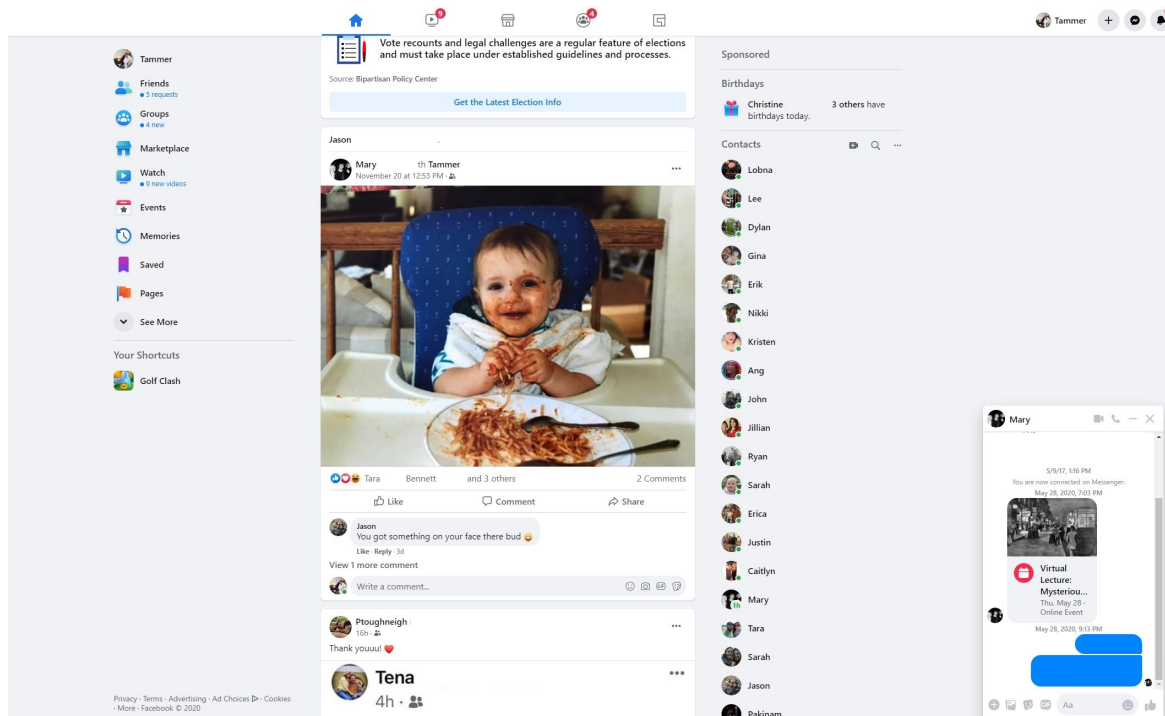 9
4
Tammer
Tammer
Friends
5 requests
Groups
4 new
Marketplace
Watch
9 new videos
Events
Memories
Saved
Pages
See More
Your Shortcuts
Golf Clash
Privacy · Terms · Advertising · Ad Choices · Cookies
· More · Facebook © 2020
Vote recounts and legal challenges are a regular feature of elections
and must take place under established guidelines and processes.
Source: Bipartisan Policy Center
Get the Latest Election Info
Jason
Mary th Tammer
November 20 at 12:53 PM ·
Tara Bennett and 3 others
2 Comments
Like
Comment
Share
Jason
You got something on your face there bud
Like · Reply · 3d
View 1 more comment
Write a comment...
GIF
Ptoughneigh
16h ·
Thank youuu!
Tena
4h ·
Sponsored
Birthdays
Christine 3 others have
birthdays today.
Contacts
Lobna
Lee
Dylan
Gina
Erik
Nikki
Kristen
Ang
John
Jillian
Ryan
Sarah
Erica
Justin
Caitlyn
Mary
1h
Tara
Sarah
Jason
Pakinam
Mary
5/9/17, 1:16 PM
You are now connected on Messenger.
May 28, 2020, 7:03 PM
Virtual
Lecture:
Mysteriou...
Thu, May 28 -
Online Event
May 28, 2020, 9:13 PM
GIF
Aa